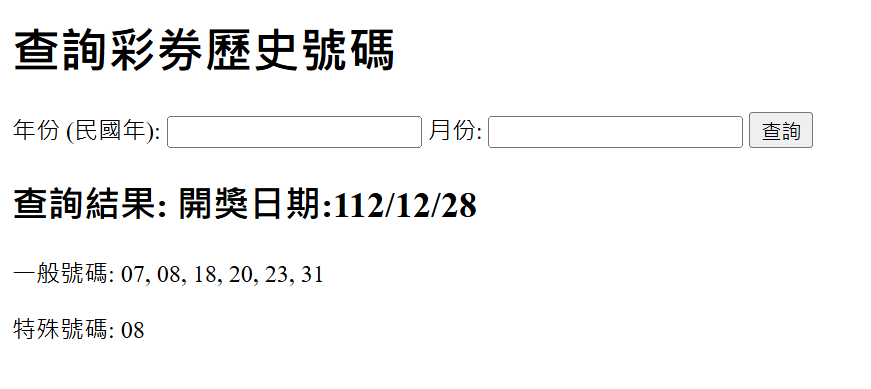 查詢彩券歷史號碼
年份 (民國年): 月份: 查詢
查詢結果: 開獎日期:112/12/28
一般號碼: 07, 08, 18, 20, 23, 31
特殊號碼: 08